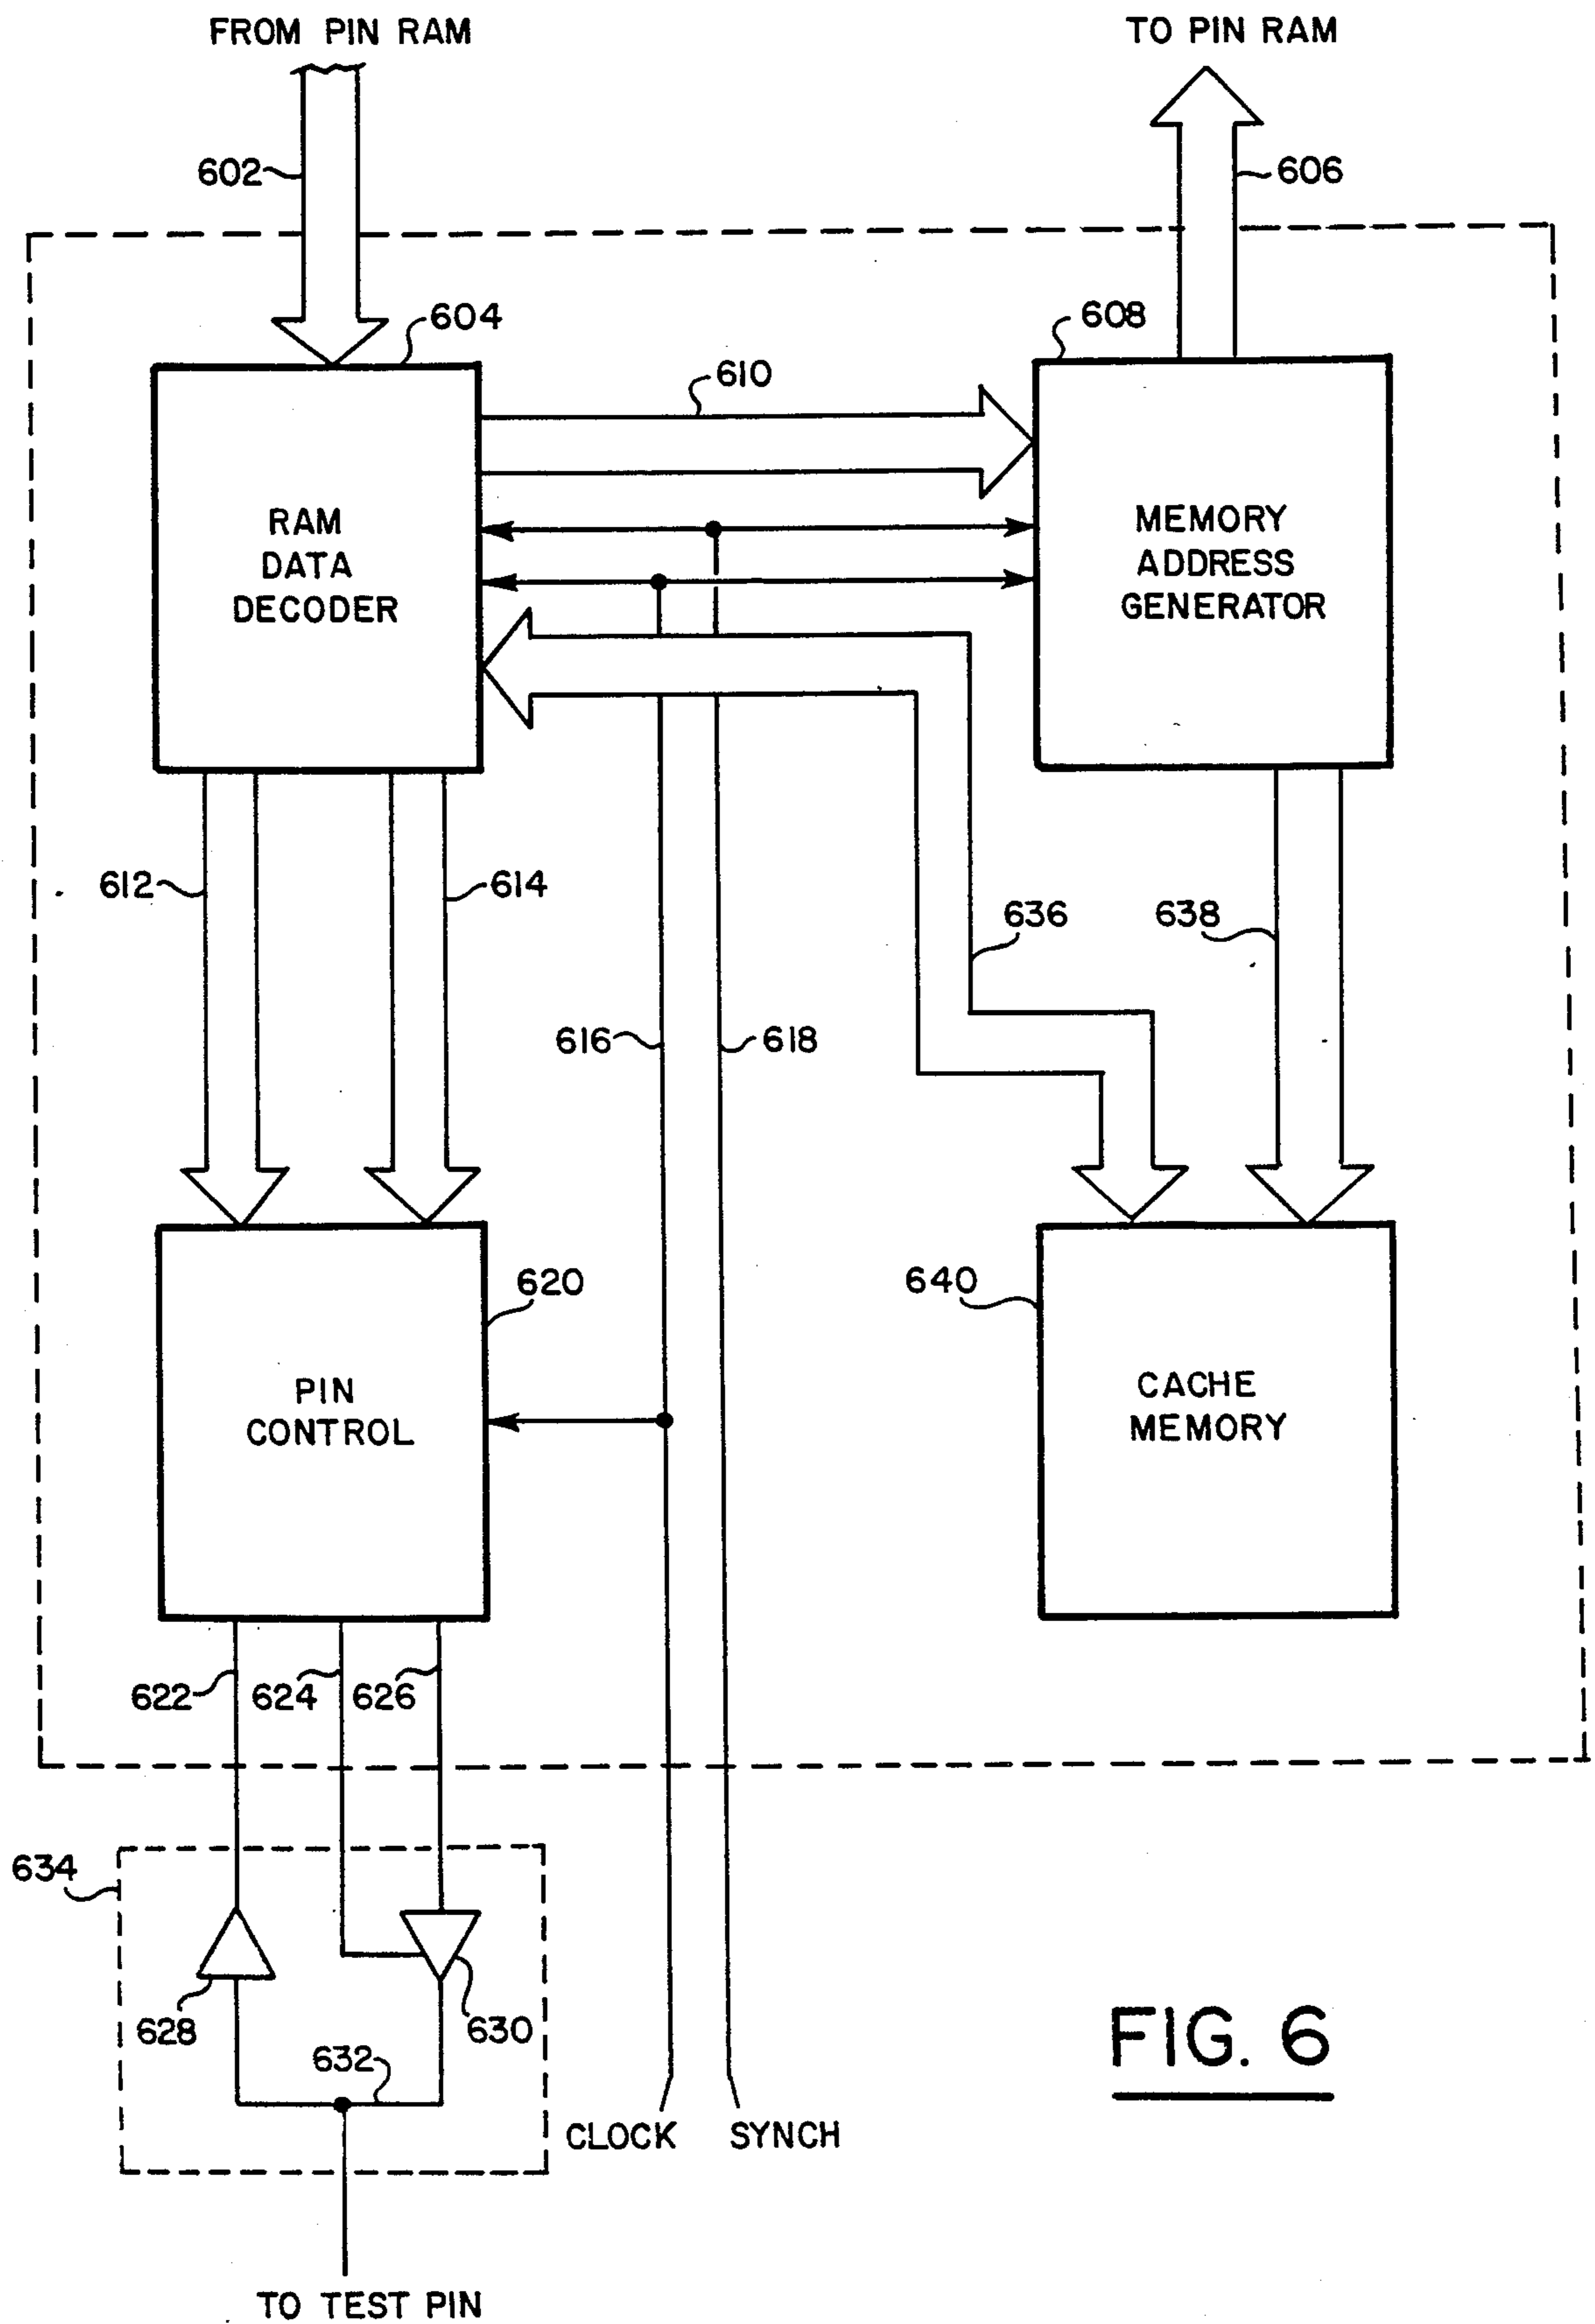 FROM PIN RAM
TO PIN RAM
602
606
604
608
610
RAM
DATA
DECODER
MEMORY
ADDRESS
GENERATOR
612
614
636
638
616
618
620
640
PIN
CONTROL
CACHE
MEMORY
622
624
626
634
628
630
632
CLOCK
SYNCH
FIG. 6
TO TEST PIN